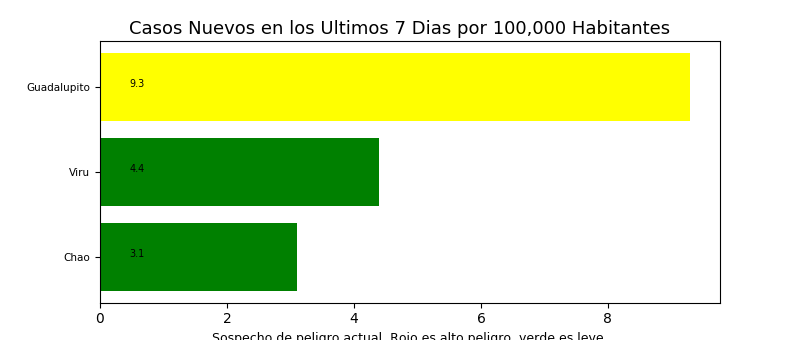 Casos Nuevos en los Ultimos 7 Dias por 100,000 Habitantes
Guadalupito
9.3
Viru
4.4
Chao
3.1
0 2 4 6 8
Sospecho de peligro actual. Rojo es alto peligro, verde es leve